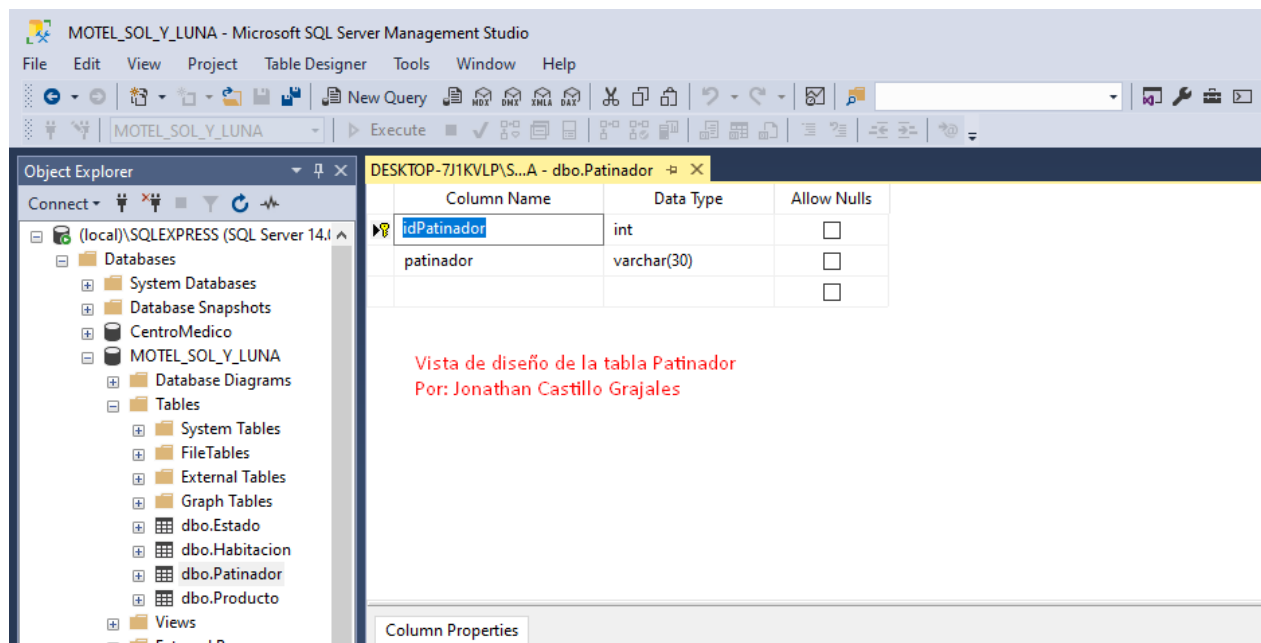 MOTEL_SOL_Y_LUNA - Microsoft SQL Server Management Studio
File Edit View Project Table Designer Tools Window Help
New Query MDX DMX XMLA DAX
MOTEL_SOL_Y_LUNA Execute
Object Explorer
Connect
(local)\SQLEXPRESS (SQL Server 14.
Databases
System Databases
Database Snapshots
CentroMedico
MOTEL_SOL_Y_LUNA
Database Diagrams
Tables
System Tables
FileTables
External Tables
Graph Tables
dbo.Estado
dbo.Habitacion
dbo.Patinador
dbo.Producto
Views
DESKTOP-7J1KVLP\S...A - dbo.Patinador
Column Name Data Type Allow Nulls
idPatinador int
patinador varchar(30)
Vista de diseño de la tabla Patinador
Por: Jonathan Castillo Grajales
Column Properties